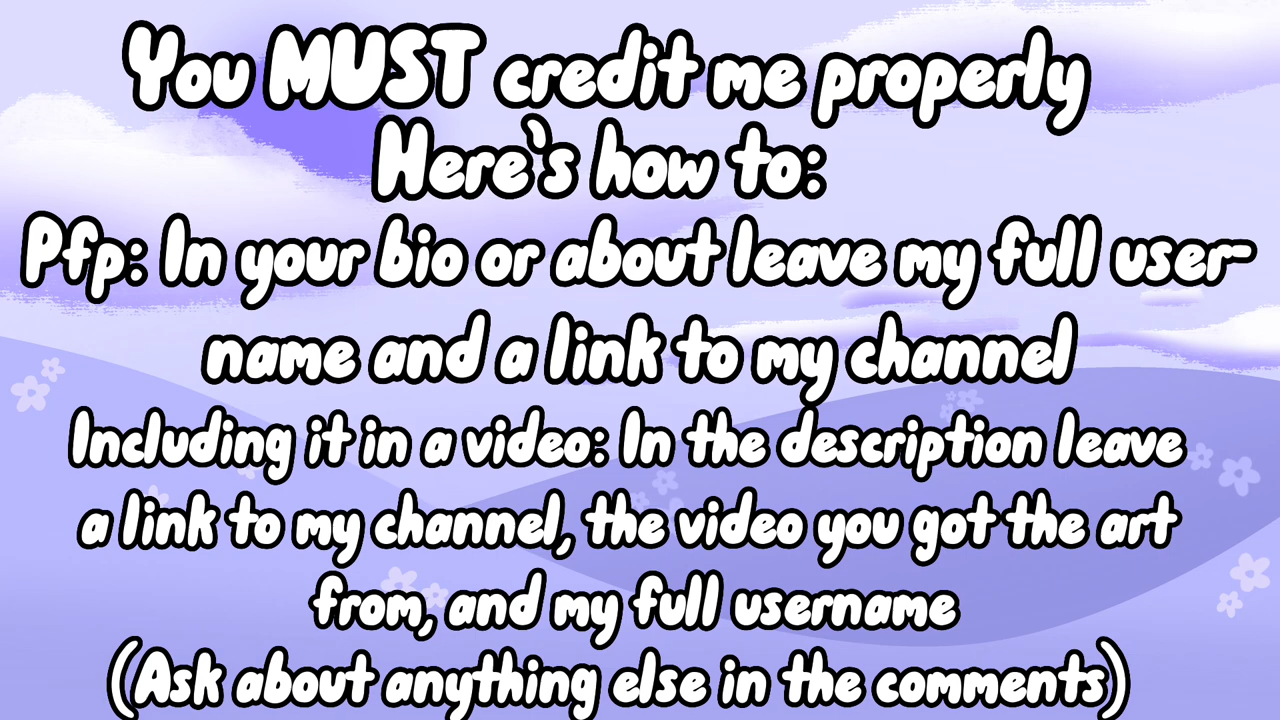 You MUST credit me properly
Here's how to:
Pfp: In your bio or about leave my full user-
name and a link to my channel
Including it in a video: In the description leave
a link to my channel, the video you got the art
from, and my full username
(Ask about anything else in the comments)